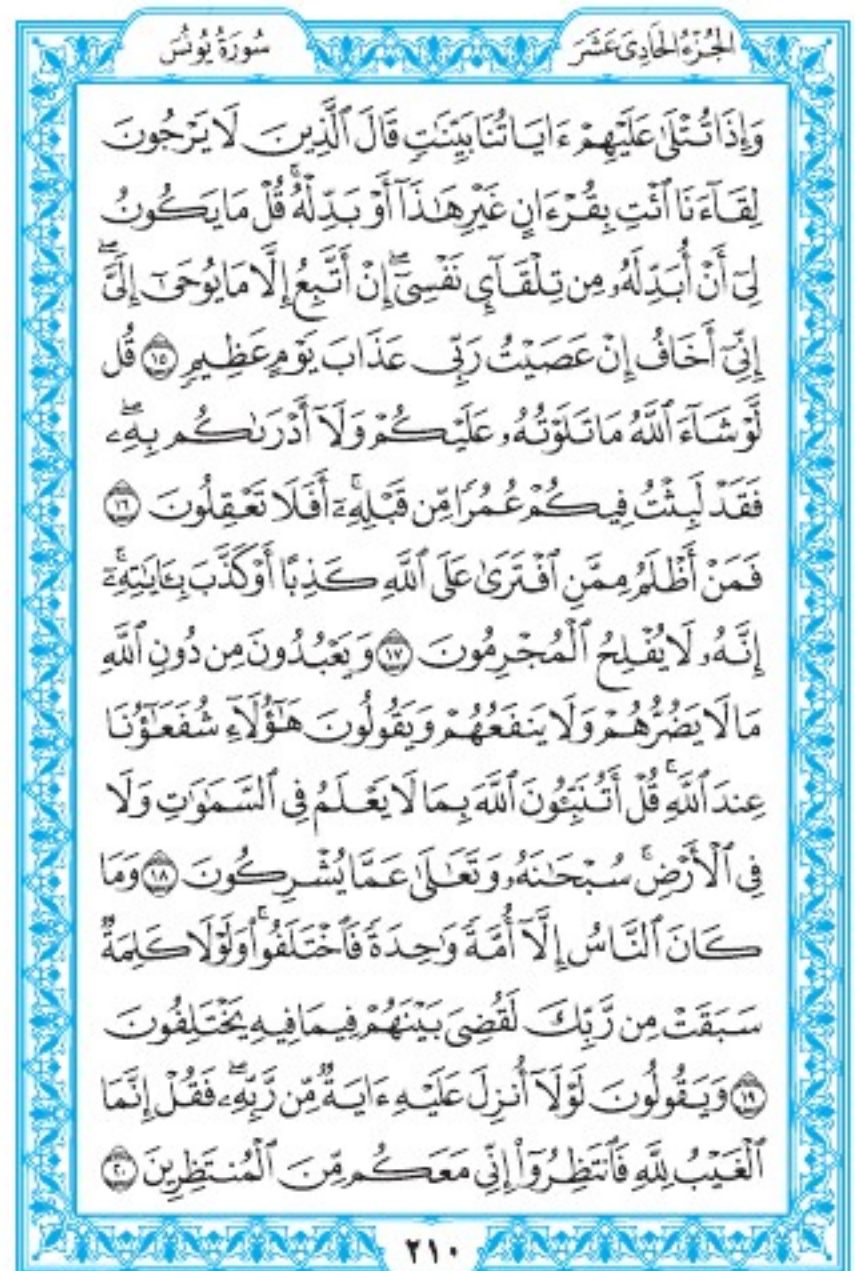 الجُزْءُ الحَادِيَ عَشَرَ
سُورَةُ يُونُسَ
وَإِذَا تُتْلَىٰ عَلَيْهِمْ ءَايَاتُنَا بَيِّنَٰتٍ قَالَ ٱلَّذِينَ لَا يَرْجُونَ
لِقَآءَنَا ٱئْتِ بِقُرْءَانٍ غَيْرِ هَٰذَآ أَوْ بَدِّلْهُ ۚ قُلْ مَا يَكُونُ
لِىٓ أَنْ أُبَدِّلَهُۥ مِن تِلْقَآئِ نَفْسِىٓ ۖ إِنْ أَتَّبِعُ إِلَّا مَا يُوحَىٰٓ إِلَىَّ ۖ
إِنِّىٓ أَخَافُ إِنْ عَصَيْتُ رَبِّى عَذَابَ يَوْمٍ عَظِيمٍ ١٥ قُل
لَّوْ شَآءَ ٱللَّهُ مَا تَلَوْتُهُۥ عَلَيْكُمْ وَلَآ أَدْرَىٰكُم بِهِۦ ۖ
فَقَدْ لَبِثْتُ فِيكُمْ عُمُرًا مِّن قَبْلِهِۦٓ ۚ أَفَلَا تَعْقِلُونَ ١٦
فَمَنْ أَظْلَمُ مِمَّنِ ٱفْتَرَىٰ عَلَى ٱللَّهِ كَذِبًا أَوْ كَذَّبَ بِـَٔايَٰتِهِۦٓ ۚ
إِنَّهُۥ لَا يُفْلِحُ ٱلْمُجْرِمُونَ ١٧ وَيَعْبُدُونَ مِن دُونِ ٱللَّهِ
مَا لَا يَضُرُّهُمْ وَلَا يَنفَعُهُمْ وَيَقُولُونَ هَٰٓؤُلَآءِ شُفَعَٰٓؤُنَا
عِندَ ٱللَّهِ ۚ قُلْ أَتُنَبِّـُٔونَ ٱللَّهَ بِمَا لَا يَعْلَمُ فِى ٱلسَّمَٰوَٰتِ وَلَا
فِى ٱلْأَرْضِ ۚ سُبْحَٰنَهُۥ وَتَعَٰلَىٰ عَمَّا يُشْرِكُونَ ١٨ وَمَا
كَانَ ٱلنَّاسُ إِلَّآ أُمَّةً وَٰحِدَةً فَٱخْتَلَفُوا۟ ۚ وَلَوْلَا كَلِمَةٌ
سَبَقَتْ مِن رَّبِّكَ لَقُضِىَ بَيْنَهُمْ فِيمَا فِيهِ يَخْتَلِفُونَ
١٩ وَيَقُولُونَ لَوْلَآ أُنزِلَ عَلَيْهِ ءَايَةٌ مِّن رَّبِّهِۦ ۖ فَقُلْ إِنَّمَا
ٱلْغَيْبُ لِلَّهِ فَٱنتَظِرُوٓا۟ إِنِّى مَعَكُم مِّنَ ٱلْمُنتَظِرِينَ ٢٠
٢١٠